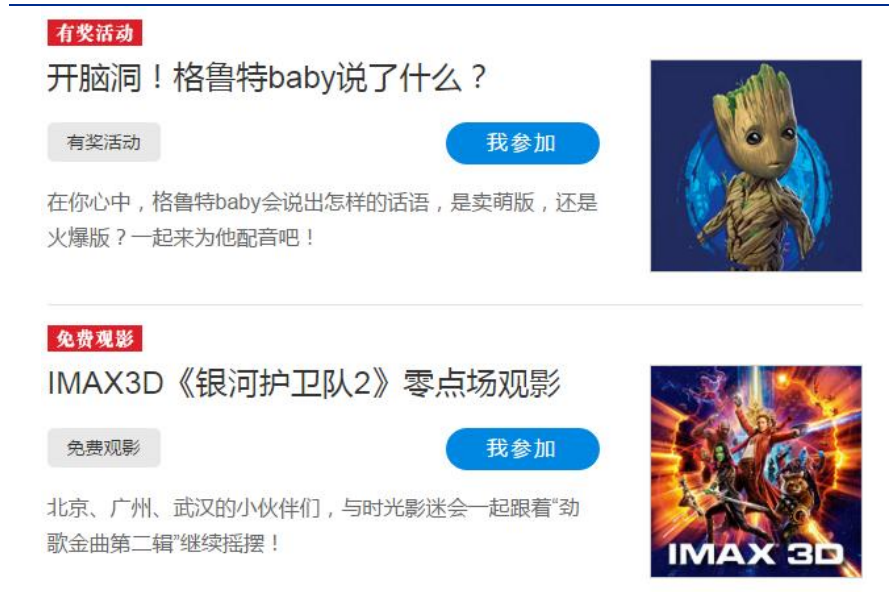 有奖活动
开脑洞！格鲁特baby说了什么？
有奖活动
我参加
在你心中，格鲁特baby会说出怎样的话语，是卖萌版，还是
火爆版？一起来为他配音吧！
免费观影
IMAX3D《银河护卫队2》零点场观影
免费观影
我参加
北京、广州、武汉的小伙伴们，与时光影迷会一起跟着“劲
歌金曲第二辑”继续摇摆！
IMAX 3D